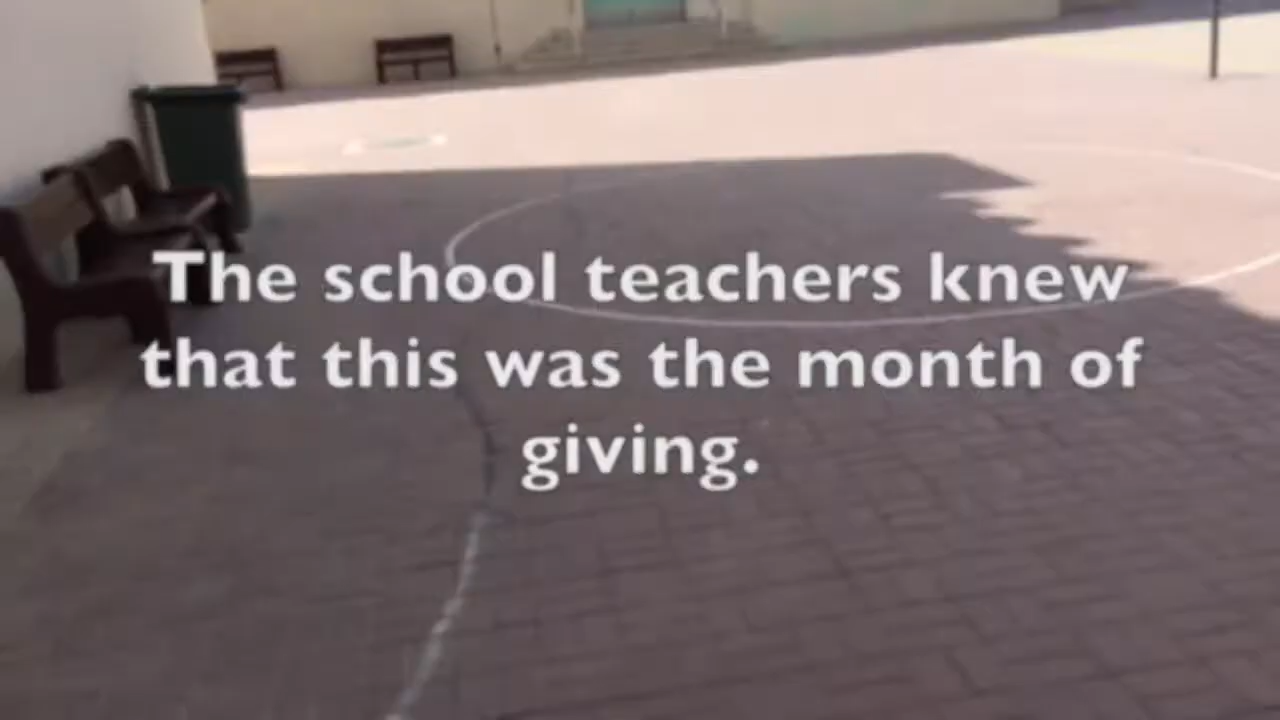 The school teachers knew
that this was the month of
giving.